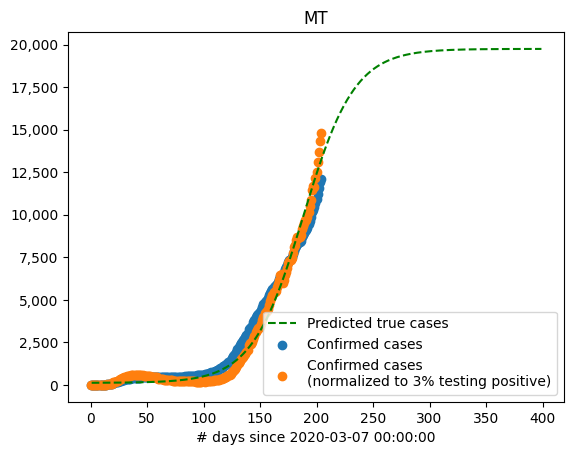 MT
20,000
17,500
15,000
12,500
10,000
7,500
5,000
2,500
0
Predicted true cases
Confirmed cases
Confirmed cases
(normalized to 3% testing positive)
0 50 100 150 200 250 300 350 400
# days since 2020-03-07 00:00:00